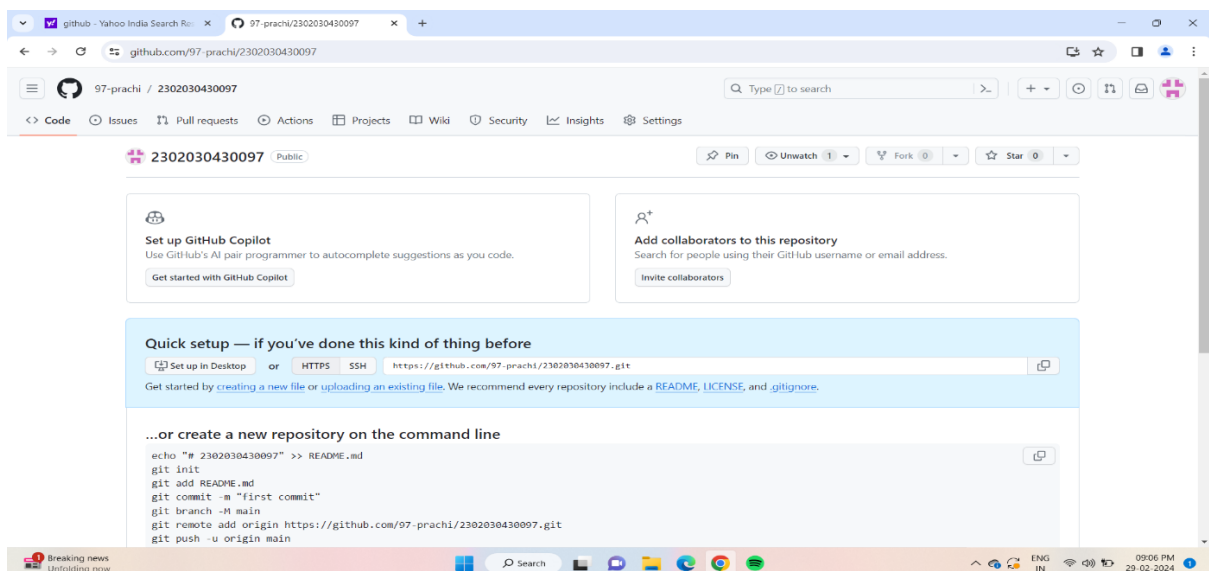 github - Yahoo India Search Res
97-prachi/2302030430097
github.com/97-prachi/2302030430097
97-prachi / 2302030430097
Type / to search
Code Issues Pull requests Actions Projects Wiki Security Insights Settings
2302030430097 Public
Pin Unwatch 1 Fork 0 Star 0
Set up GitHub Copilot
Use GitHub's AI pair programmer to autocomplete suggestions as you code.
Get started with GitHub Copilot
Add collaborators to this repository
Search for people using their GitHub username or email address.
Invite collaborators
Quick setup — if you've done this kind of thing before
Set up in Desktop or HTTPS SSH https://github.com/97-prachi/2302030430097.git
Get started by creating a new file or uploading an existing file. We recommend every repository include a README, LICENSE, and .gitignore.
...or create a new repository on the command line
echo "# 2302030430097" >> README.md
git init
git add README.md
git commit -m "first commit"
git branch -M main
git remote add origin https://github.com/97-prachi/2302030430097.git
git push -u origin main
1
Breaking news
Unfolding now
Search
ENG
IN
09:06 PM
29-02-2024
1